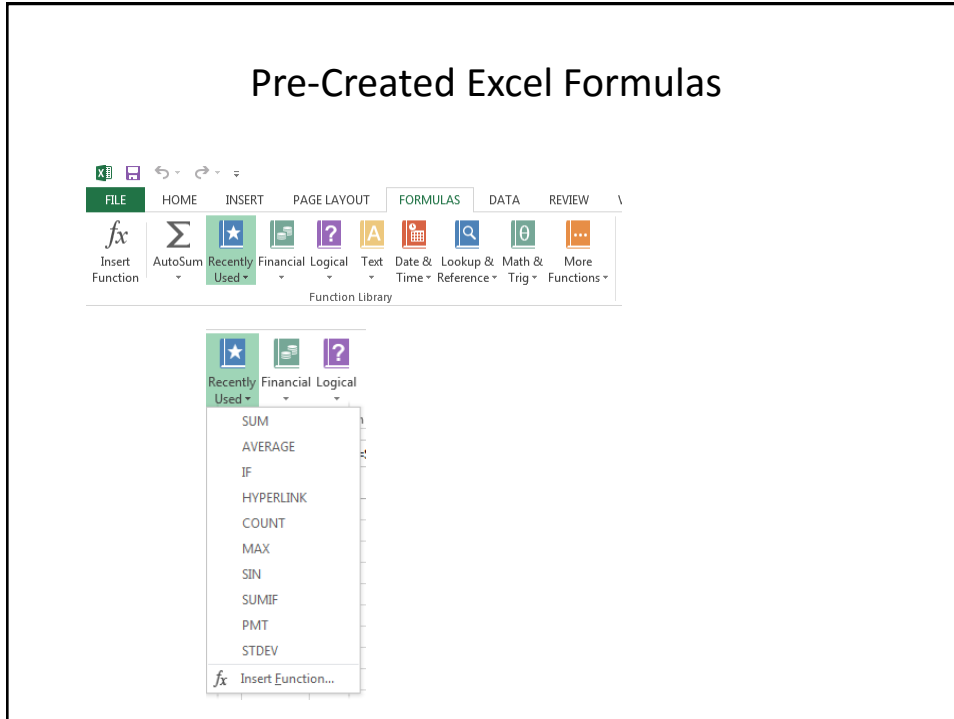 Pre-Created Excel Formulas
FILE HOME INSERT PAGE LAYOUT FORMULAS DATA REVIEW
fx Σ ? A θ
Insert Function AutoSum Recently Used Financial Logical Text Date & Time Lookup & Reference Math & Trig More Functions
Function Library
?
Recently Used Financial Logical
SUM
AVERAGE
IF
HYPERLINK
COUNT
MAX
SIN
SUMIF
PMT
STDEV
fx Insert Function...